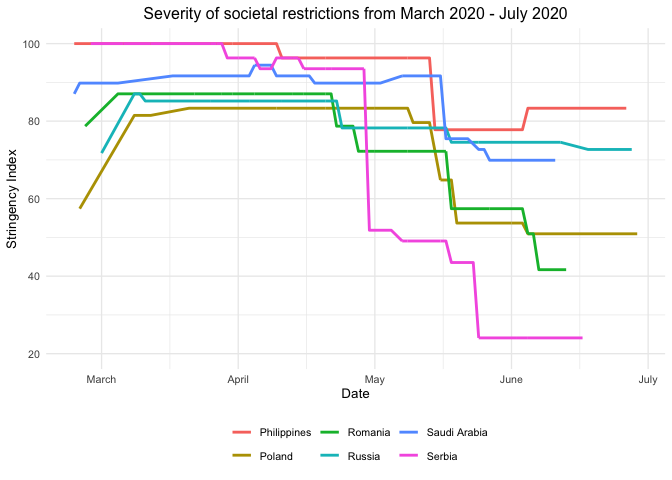 Severity of societal restrictions from March 2020 - July 2020
Stringency Index
100
80
60
40
20
March April May June July
Date
Philippines Romania Saudi Arabia
Poland Russia Serbia